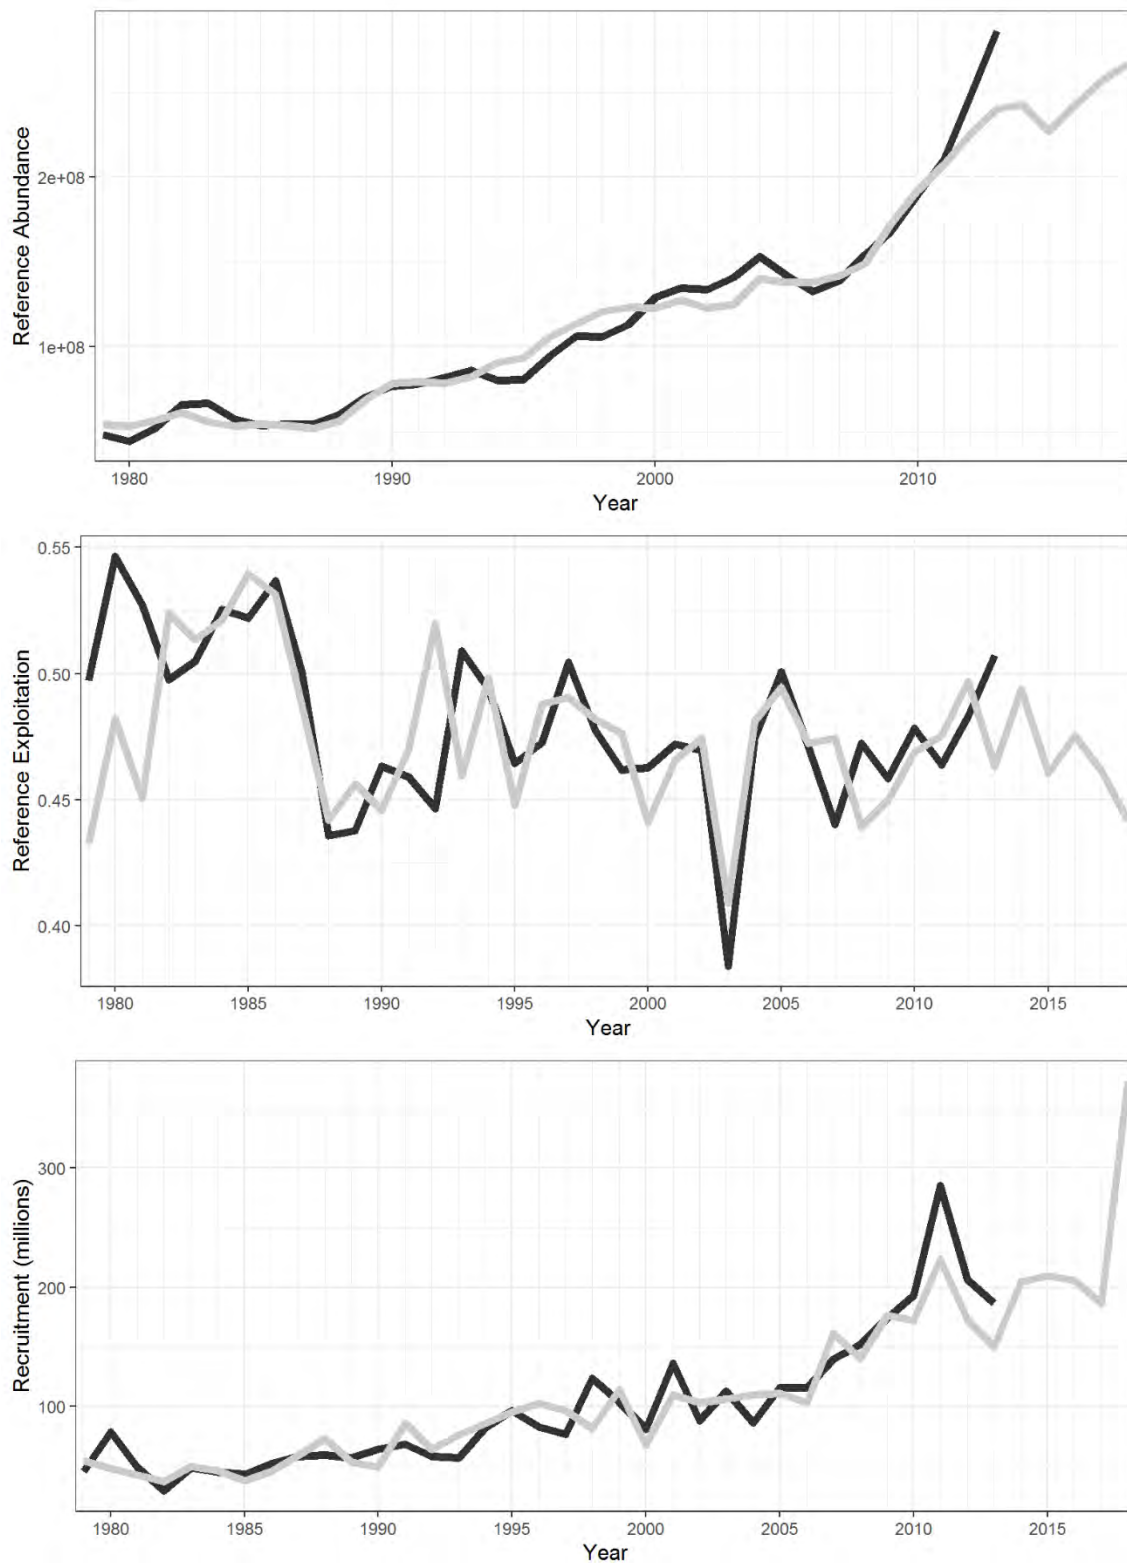 Reference Abundance
2e+08
1e+08
1980 1990 2000 2010
Year
Reference Exploitation
0.55
0.50
0.45
0.40
1980 1985 1990 1995 2000 2005 2010 2015
Year
Recruitment (millions)
300
200
100
1980 1985 1990 1995 2000 2005 2010 2015
Year